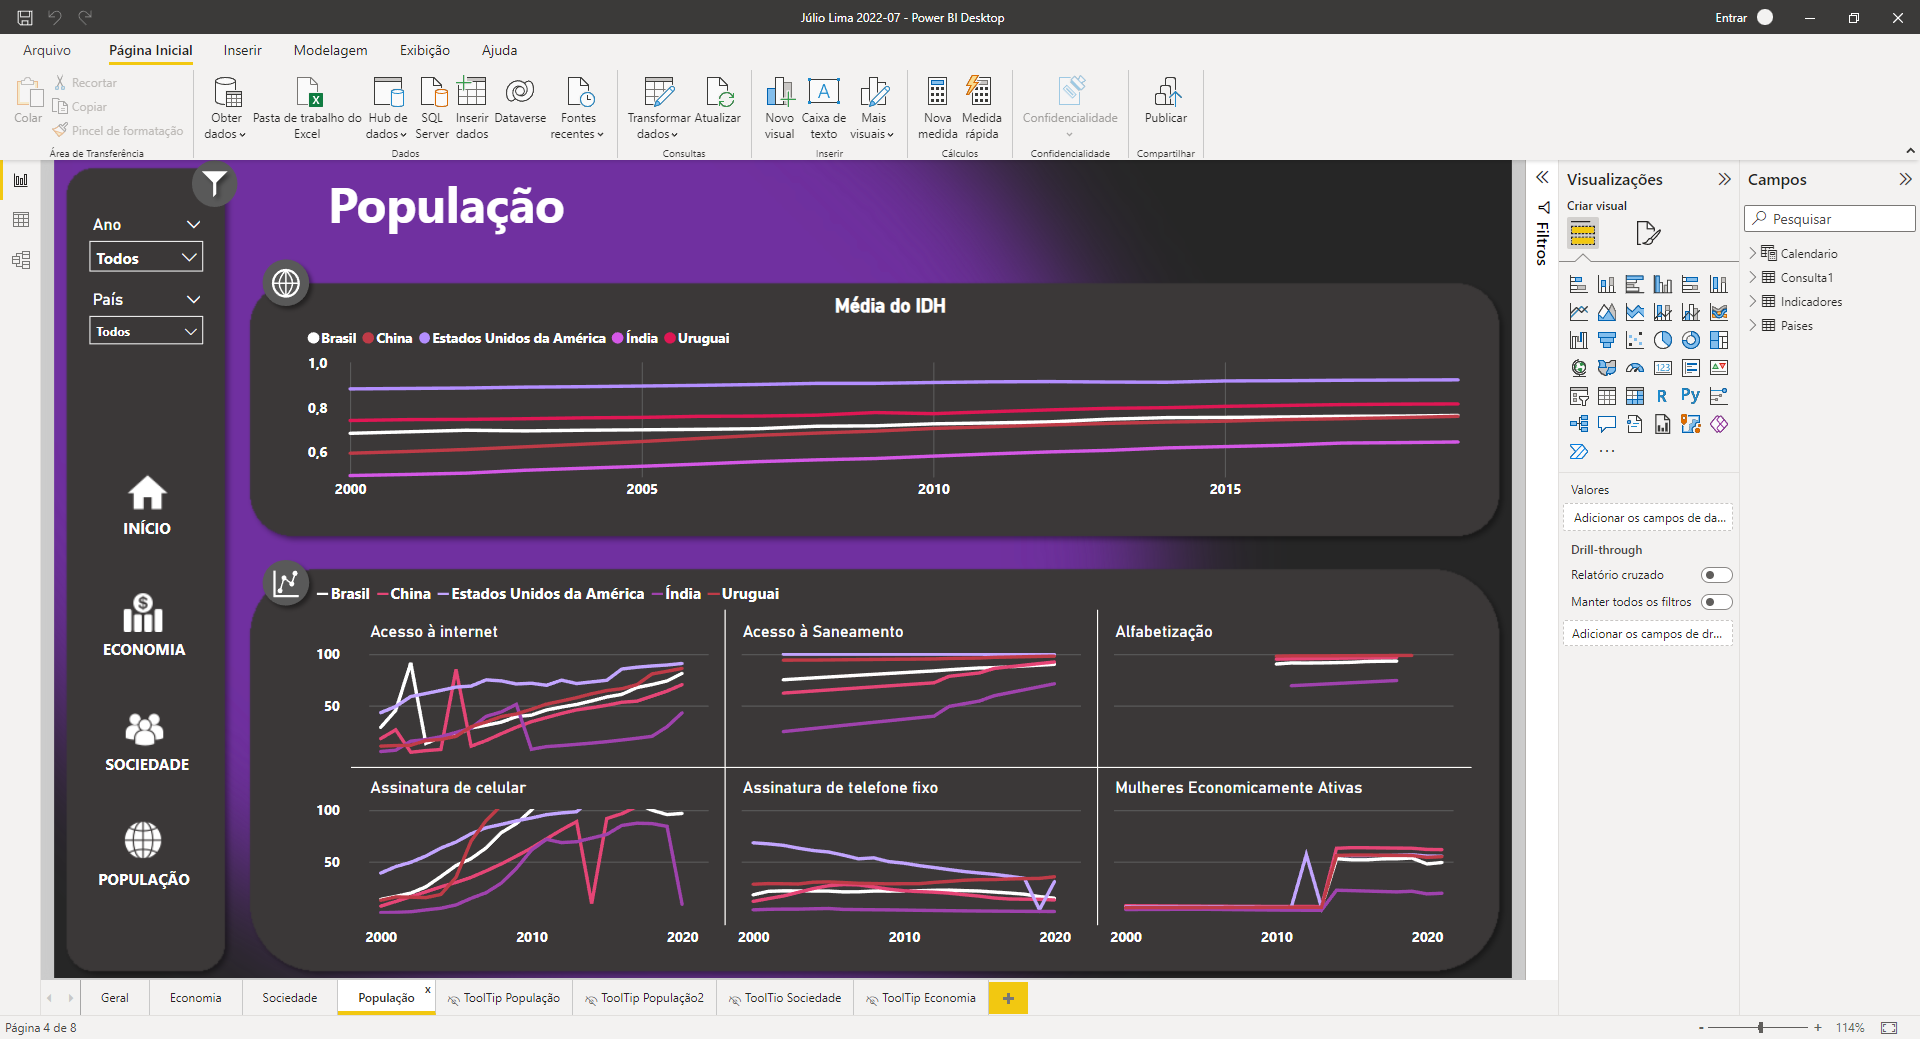 Júlio Lima 2022-07 - Power BI Desktop
Entrar
Arquivo
Página Inicial
Inserir
Modelagem
Exibição
Ajuda
Colar
Recortar
Copiar
Pincel de formatação
Área de Transferência
Obter dados
Pasta de trabalho do Excel
Hub de dados
SQL Server
Inserir dados
Dataverse
Fontes recentes
Dados
Transformar dados
Atualizar
Consultas
Novo visual
Caixa de texto
Mais visuais
Inserir
Nova medida
Medida rápida
Cálculos
Confidencialidade
Confidencialidade
Publicar
Compartilhar
Ano
Todos
País
Todos
INÍCIO
ECONOMIA
SOCIEDADE
POPULAÇÃO
População
Média do IDH
Brasil China Estados Unidos da América Índia Uruguai
1,0
0,8
0,6
2000 2005 2010 2015
Brasil China Estados Unidos da América Índia Uruguai
Acesso à internet
Acesso à Saneamento
Alfabetização
100
50
Assinatura de celular
Assinatura de telefone fixo
Mulheres Economicamente Ativas
100
50
2000 2010 2020 2000 2010 2020 2000 2010 2020
Filtros
Visualizações
Criar visual
R
Py
123
Valores
Adicionar os campos de da...
Drill-through
Relatório cruzado
Manter todos os filtros
Adicionar os campos de dr...
Campos
Pesquisar
Calendario
Consulta1
Indicadores
Paises
Geral
Economia
Sociedade
População x
ToolTip População
ToolTip População2
ToolTio Sociedade
ToolTip Economia
+
Página 4 de 8
- + 114%